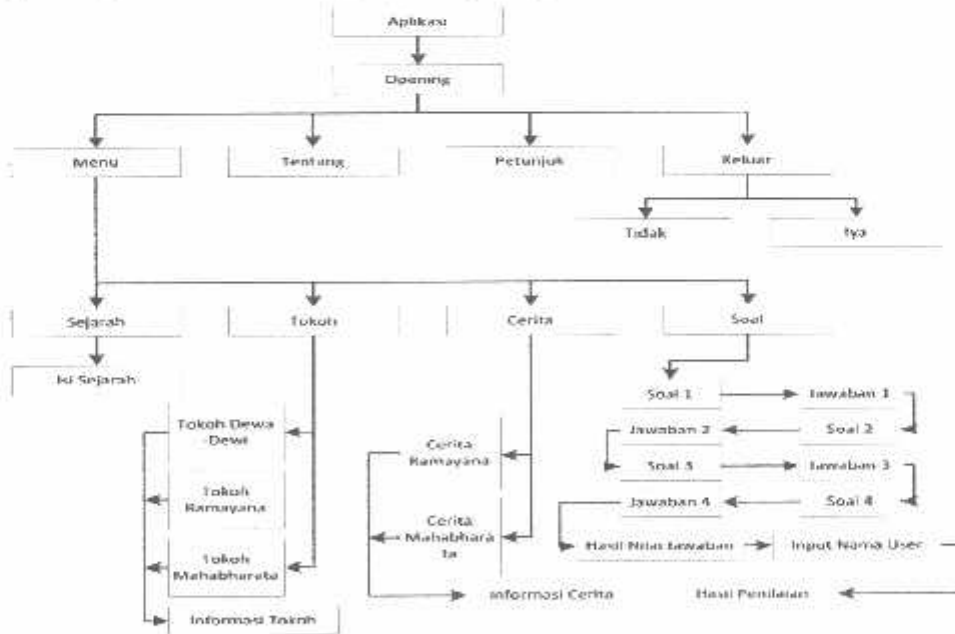 Aplikasi
Opening
Menu
Tentang
Petunjuk
Keluar
Tidak
Iya
Sejarah
Tokoh
Cerita
Soal
Isi Sejarah
Soal 1
Jawaban 1
Tokoh Dewa
-Dewi
Jawaban 2
Soal 2
Cerita
Ramayana
Soal 3
Jawaban 3
Tokoh
Ramayana
Jawaban 4
Soal 4
Cerita
Mahabhara
ta
Hasil Nilai Jawaban
Input Nama User
Tokoh
Mahabharata
Informasi Cerita
Hasil Penilaian
Informasi Tokoh